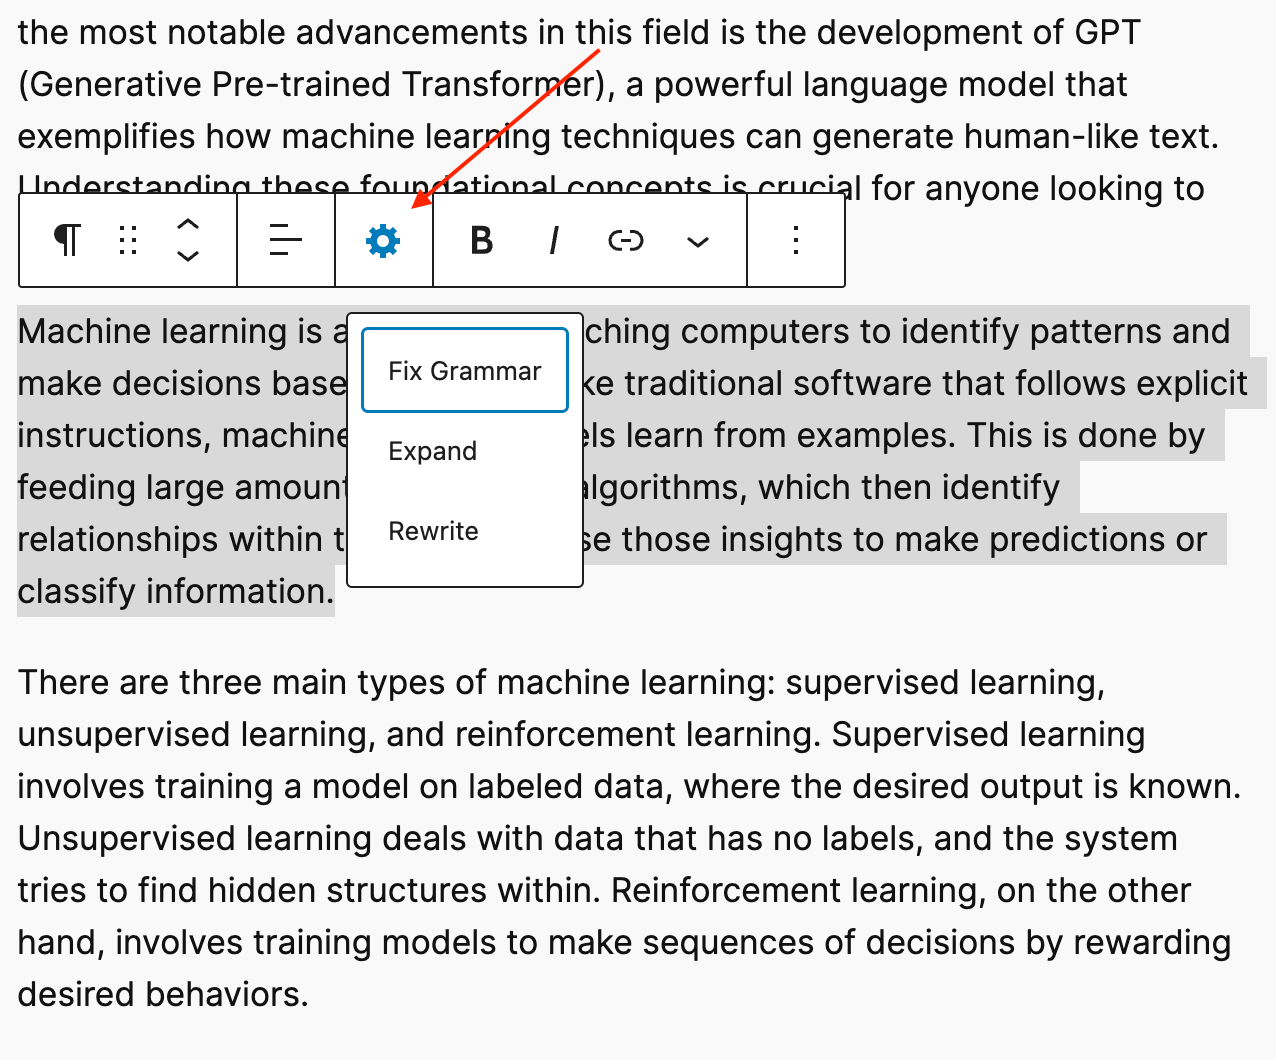 the most notable advancements in this field is the development of GPT
(Generative Pre-trained Transformer), a powerful language model that
exemplifies how machine learning techniques can generate human-like text.
Understanding these foundational concepts is crucial for anyone looking to
B I
Machine learning is a ching computers to identify patterns and
Fix Grammar
make decisions base ke traditional software that follows explicit
instructions, machine els learn from examples. This is done by
Expand
feeding large amount algorithms, which then identify
Rewrite
relationships within t se those insights to make predictions or
classify information.
There are three main types of machine learning: supervised learning,
unsupervised learning, and reinforcement learning. Supervised learning
involves training a model on labeled data, where the desired output is known.
Unsupervised learning deals with data that has no labels, and the system
tries to find hidden structures within. Reinforcement learning, on the other
hand, involves training models to make sequences of decisions by rewarding
desired behaviors.